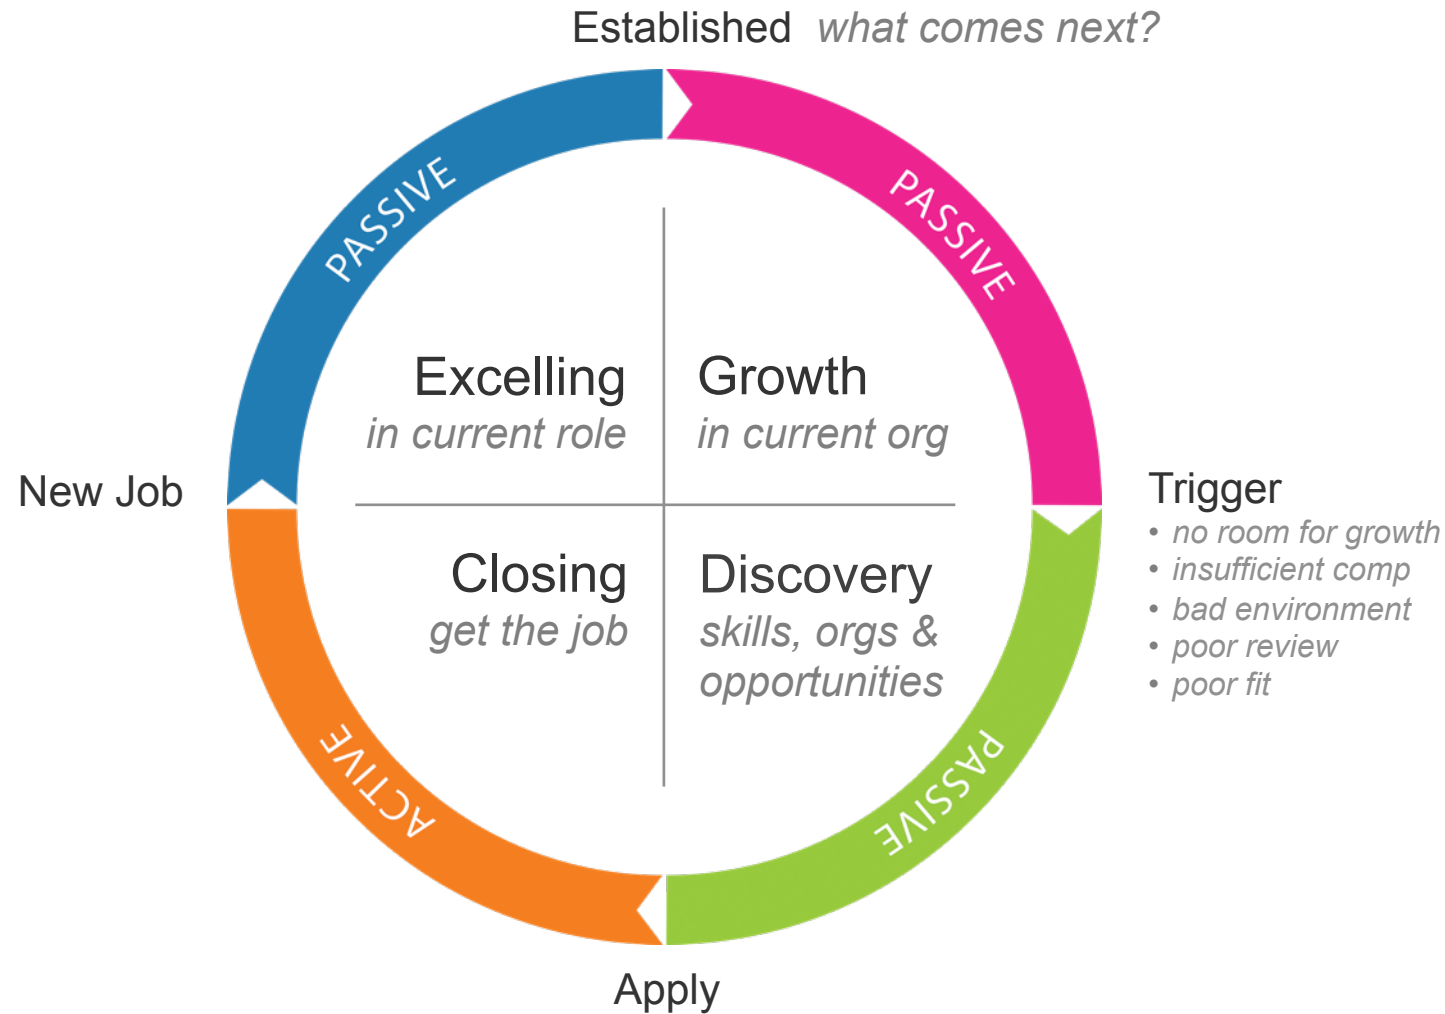 Established what comes next?
PASSIVE
PASSIVE
Excelling
in current role
Growth
in current org
New Job
Trigger
• no room for growth
• insufficient comp
• bad environment
• poor review
• poor fit
Closing
get the job
Discovery
skills, orgs &
opportunities
ACTIVE
PASSIVE
Apply